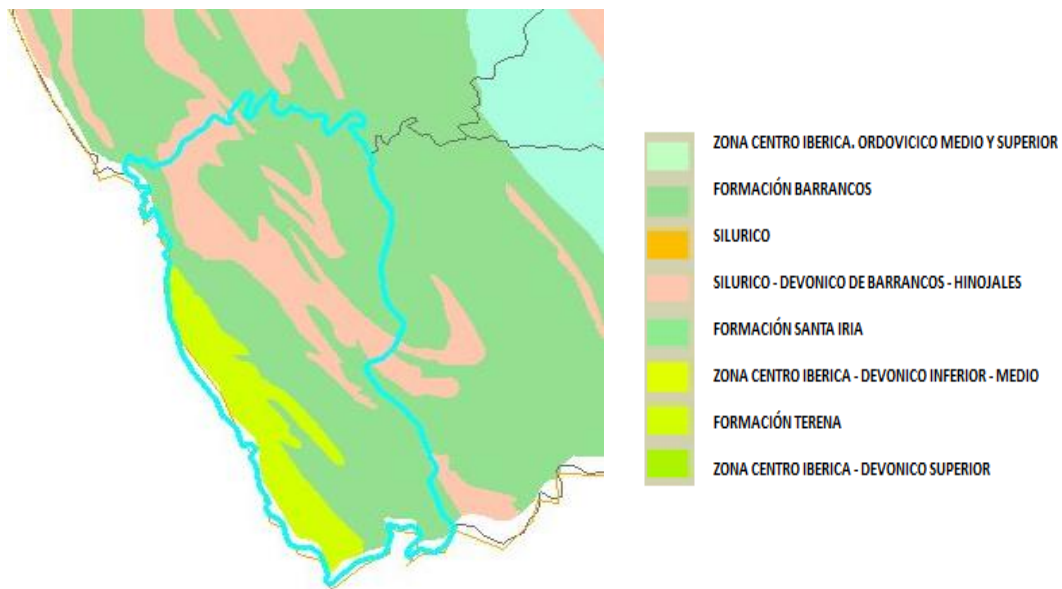 ZONA CENTRO IBERICA. ORDOVICICO MEDIO Y SUPERIOR
FORMACIÓN BARRANCOS
SILURICO
SILURICO - DEVONICO DE BARRANCOS - HINOJALES
FORMACIÓN SANTA IRIA
ZONA CENTRO IBERICA - DEVONICO INFERIOR - MEDIO
FORMACIÓN TERENA
ZONA CENTRO IBERICA - DEVONICO SUPERIOR